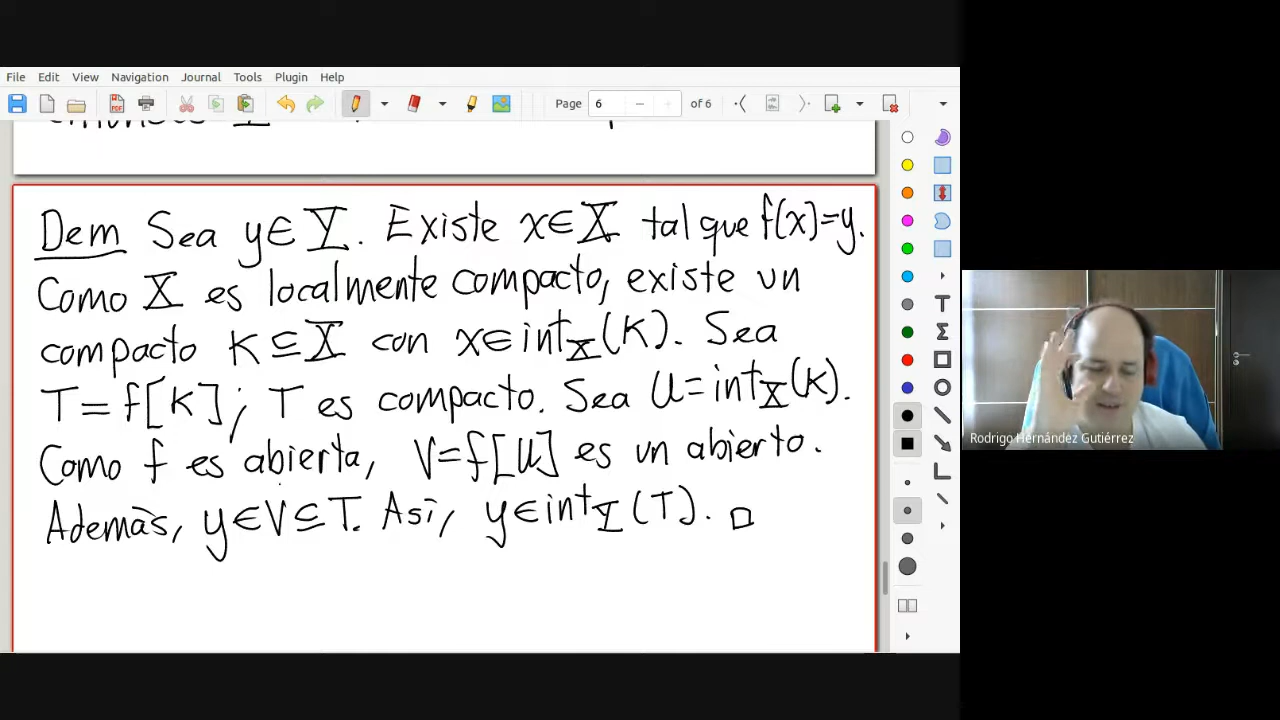 File Edit View Navigation Journal Tools Plugin Help
Page 6 of 6
Dem Sea y∈Y. Existe x∈X tal que f(x)=y.
Como X es localmente compacto, existe un
compacto K⊆X con x∈int_X(K). Sea
T=f[K]; T es compacto. Sea U=int_X(K).
Como f es abierta, V=f[U] es un abierto.
Además, y∈V⊆T. Así, y∈int_Y(T). □
Rodrigo Hernández Gutiérrez